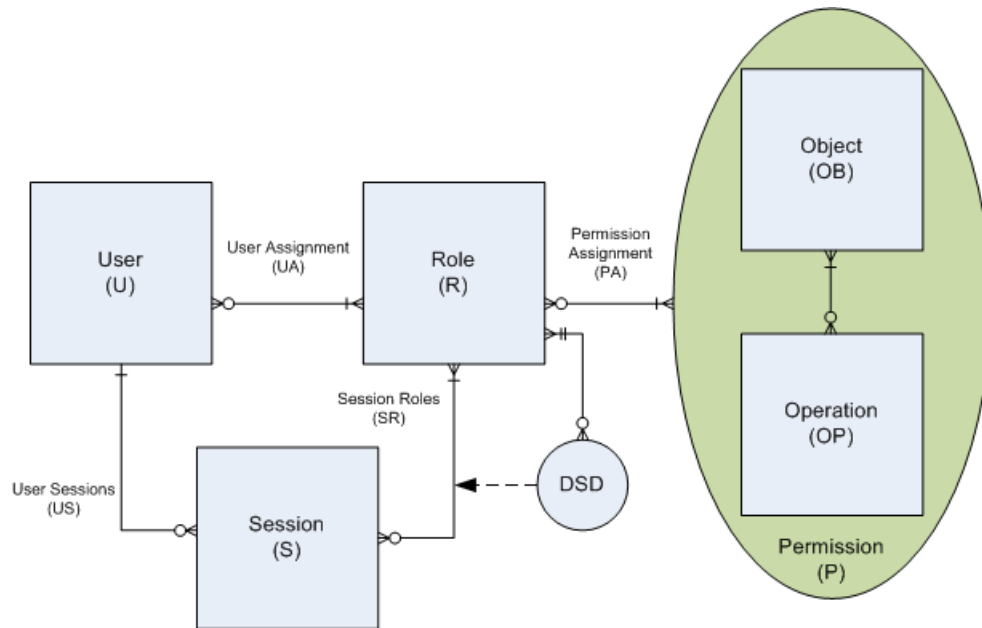 Object
(OB)
User
(U)
User Assignment
(UA)
Role
(R)
Permission
Assignment
(PA)
Session Roles
(SR)
Operation
(OP)
User Sessions
(US)
Session
(S)
DSD
Permission
(P)